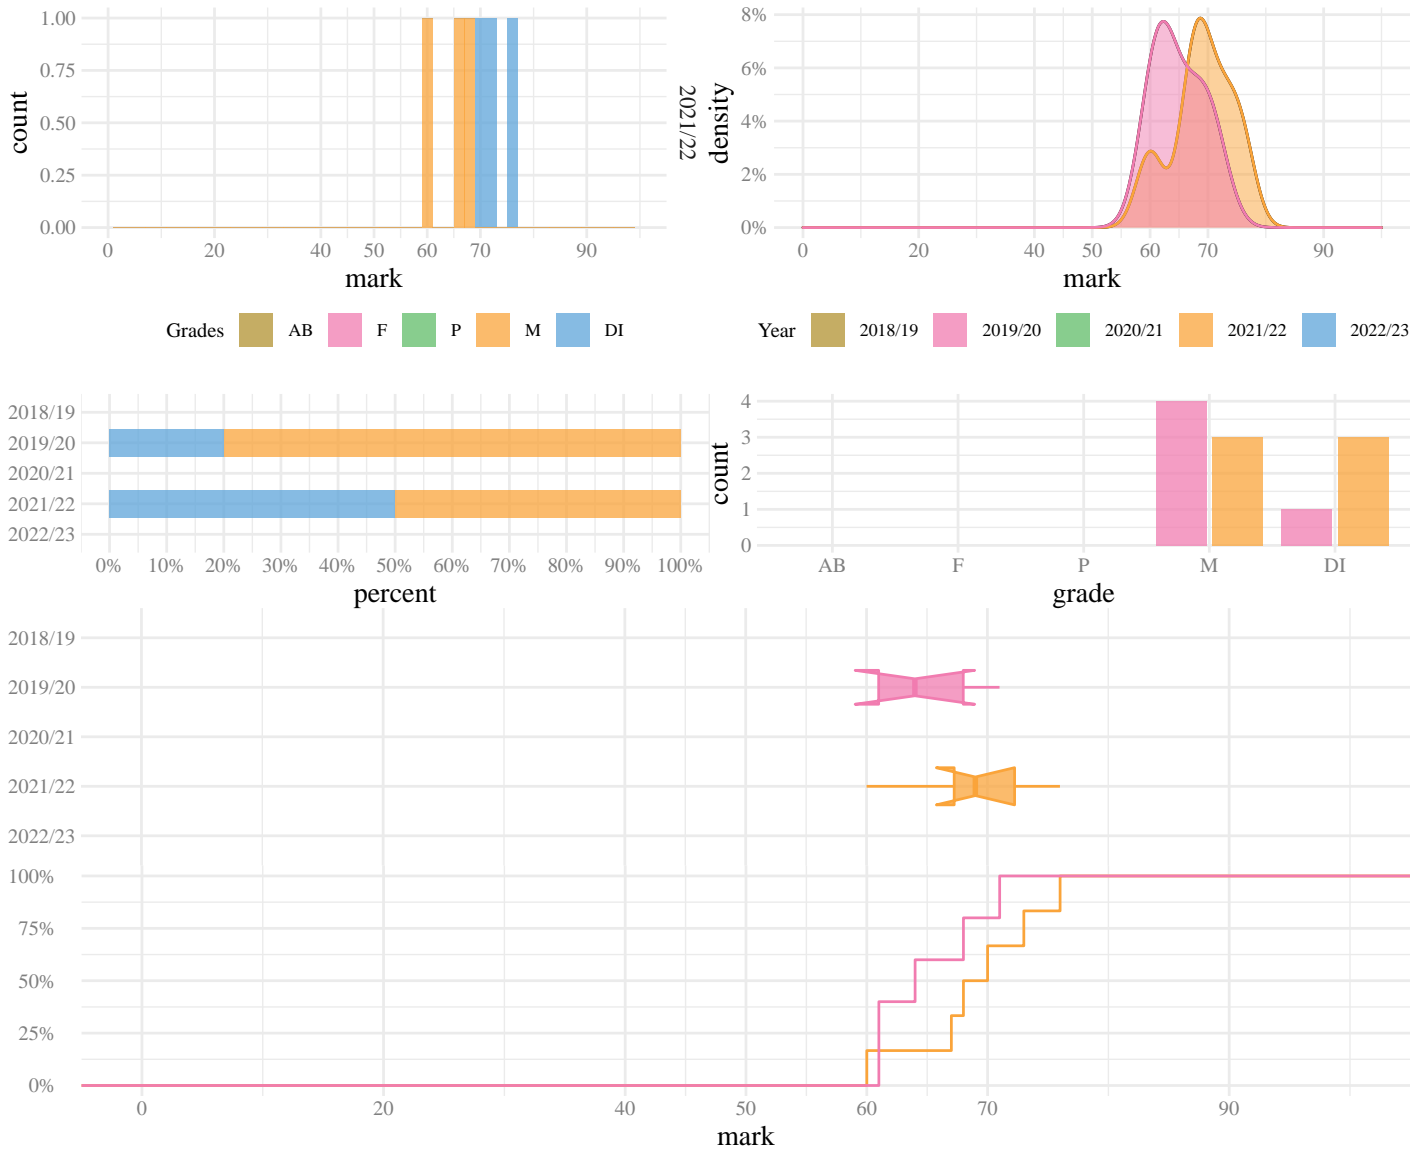 1.00
0.75
0.50
0.25
0.00
count
0 20 40 50 60 70 90
mark
2021/22
8%
6%
4%
2%
0%
density
0 20 40 50 60 70 90
mark
Grades AB F P M DI
Year 2018/19 2019/20 2020/21 2021/22 2022/23
2018/19
2019/20
2020/21
2021/22
2022/23
0% 10% 20% 30% 40% 50% 60% 70% 80% 90% 100%
percent
4
3
2
1
0
count
AB F P M DI
grade
2018/19
2019/20
2020/21
2021/22
2022/23
100%
75%
50%
25%
0%
0 20 40 50 60 70 90
mark